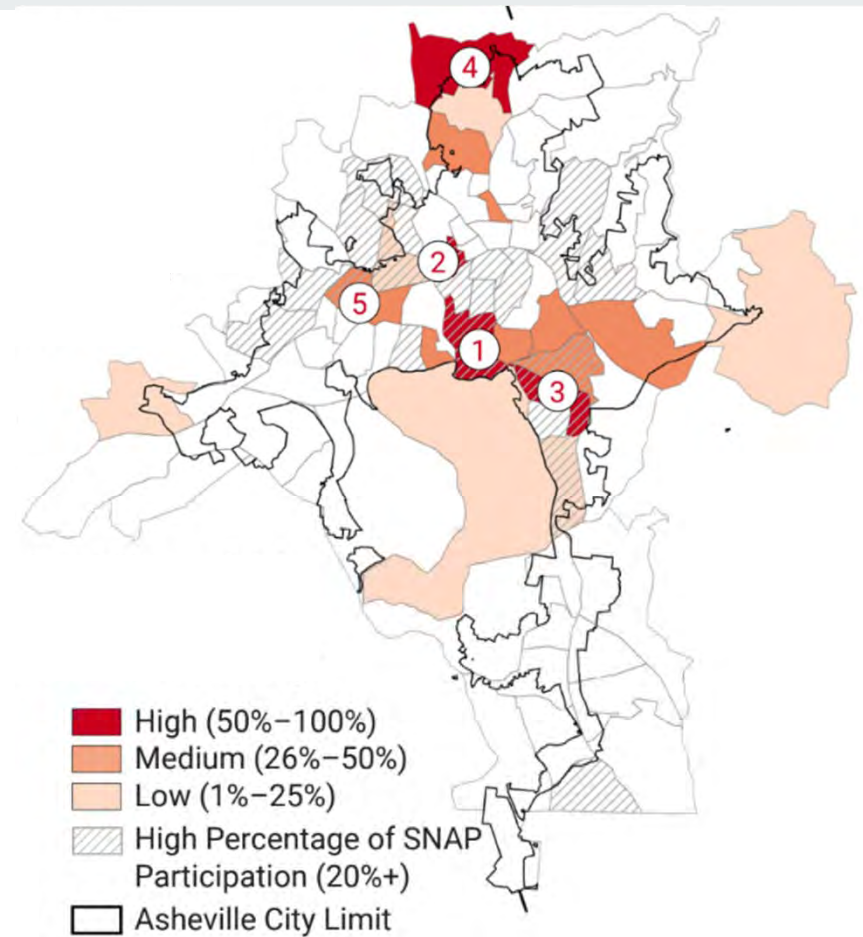 4
2
5
1
3
High (50%–100%)
Medium (26%–50%)
Low (1%–25%)
High Percentage of SNAP
Participation (20%+)
Asheville City Limit